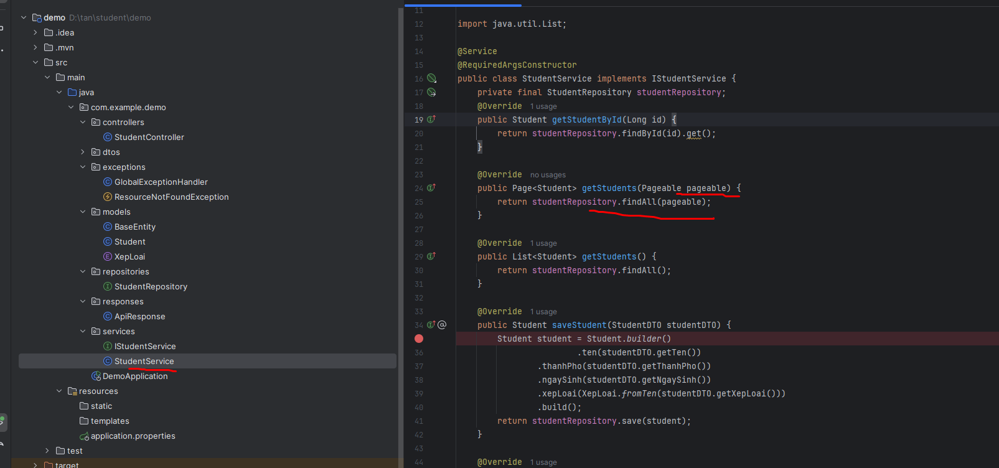 demo D:\tan\student\demo
.idea
.mvn
src
main
java
com.example.demo
controllers
StudentController
dtos
exceptions
GlobalExceptionHandler
ResourceNotFoundException
models
BaseEntity
Student
XepLoai
repositories
StudentRepository
responses
ApiResponse
services
IStudentService
StudentService
DemoApplication
resources
static
templates
application.properties
test
target
11
12 import java.util.List;
13
14 @Service
15 @RequiredArgsConstructor
16 public class StudentService implements IStudentService {
17 private final StudentRepository studentRepository;
18 @Override 1 usage
19 public Student getStudentById(Long id) {
20 return studentRepository.findById(id).get();
21 }
22
23 @Override no usages
24 public Page<Student> getStudents(Pageable pageable) {
25 return studentRepository.findAll(pageable);
26 }
27
28 @Override 1 usage
29 public List<Student> getStudents() {
30 return studentRepository.findAll();
31 }
32
33 @Override 1 usage
34 public Student saveStudent(StudentDTO studentDTO) {
Student student = Student.builder()
36 .ten(studentDTO.getTen())
37 .thanhPho(studentDTO.getThanhPho())
38 .ngaySinh(studentDTO.getNgaySinh())
39 .xepLoai(XepLoai.fromTen(studentDTO.getXepLoai()))
40 .build();
41 return studentRepository.save(student);
42 }
43
44 @Override 1 usage